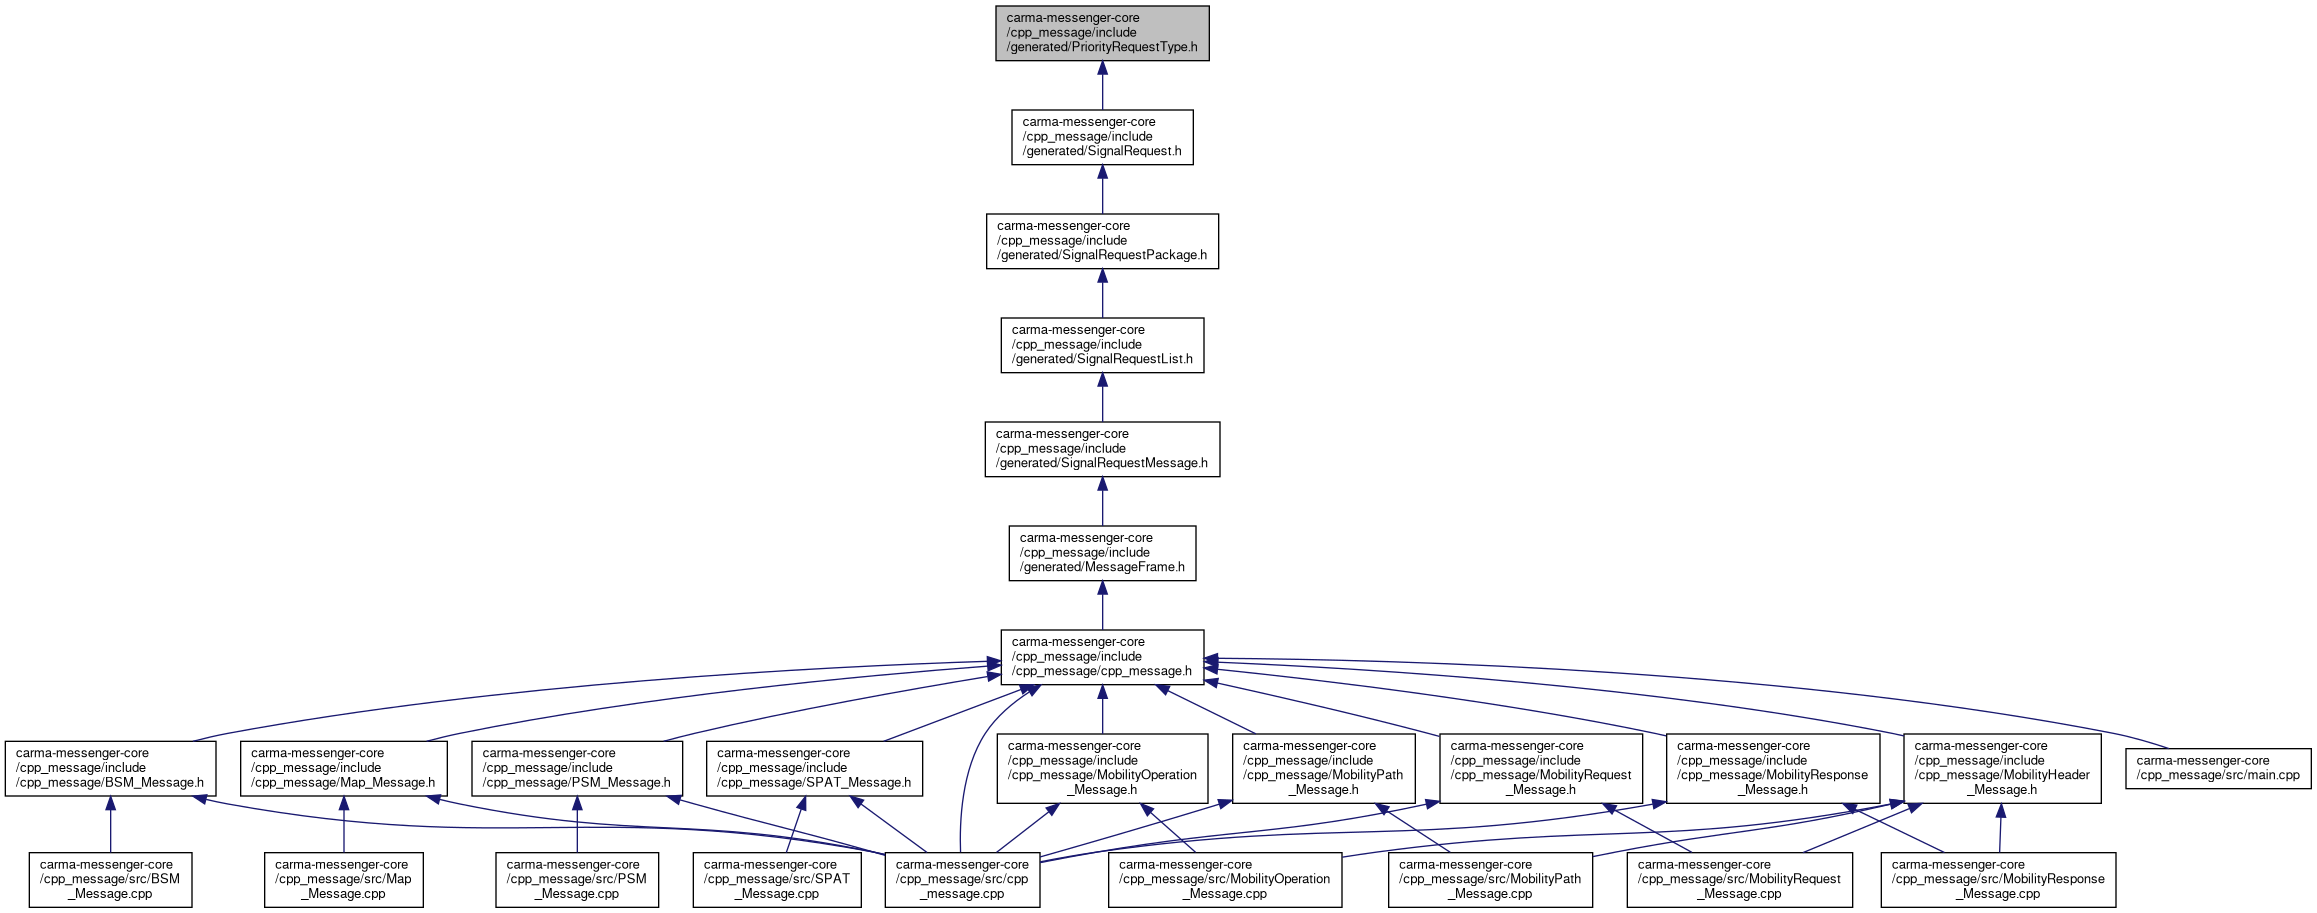 carma-messenger-core
/cpp_message/include
/generated/PriorityRequestType.h
carma-messenger-core
/cpp_message/include
/generated/SignalRequest.h
carma-messenger-core
/cpp_message/include
/generated/SignalRequestPackage.h
carma-messenger-core
/cpp_message/include
/generated/SignalRequestList.h
carma-messenger-core
/cpp_message/include
/generated/SignalRequestMessage.h
carma-messenger-core
/cpp_message/include
/generated/MessageFrame.h
carma-messenger-core
/cpp_message/include
/cpp_message/cpp_message.h
carma-messenger-core
/cpp_message/include
/cpp_message/BSM_Message.h
carma-messenger-core
/cpp_message/include
/cpp_message/Map_Message.h
carma-messenger-core
/cpp_message/include
/cpp_message/PSM_Message.h
carma-messenger-core
/cpp_message/include
/cpp_message/SPAT_Message.h
carma-messenger-core
/cpp_message/include
/cpp_message/MobilityOperation
_Message.h
carma-messenger-core
/cpp_message/include
/cpp_message/MobilityPath
_Message.h
carma-messenger-core
/cpp_message/include
/cpp_message/MobilityRequest
_Message.h
carma-messenger-core
/cpp_message/include
/cpp_message/MobilityResponse
_Message.h
carma-messenger-core
/cpp_message/include
/cpp_message/MobilityHeader
_Message.h
carma-messenger-core
/cpp_message/src/main.cpp
carma-messenger-core
/cpp_message/src/BSM
_Message.cpp
carma-messenger-core
/cpp_message/src/Map
_Message.cpp
carma-messenger-core
/cpp_message/src/PSM
_Message.cpp
carma-messenger-core
/cpp_message/src/SPAT
_Message.cpp
carma-messenger-core
/cpp_message/src/cpp
_message.cpp
carma-messenger-core
/cpp_message/src/MobilityOperation
_Message.cpp
carma-messenger-core
/cpp_message/src/MobilityPath
_Message.cpp
carma-messenger-core
/cpp_message/src/MobilityRequest
_Message.cpp
carma-messenger-core
/cpp_message/src/MobilityResponse
_Message.cpp